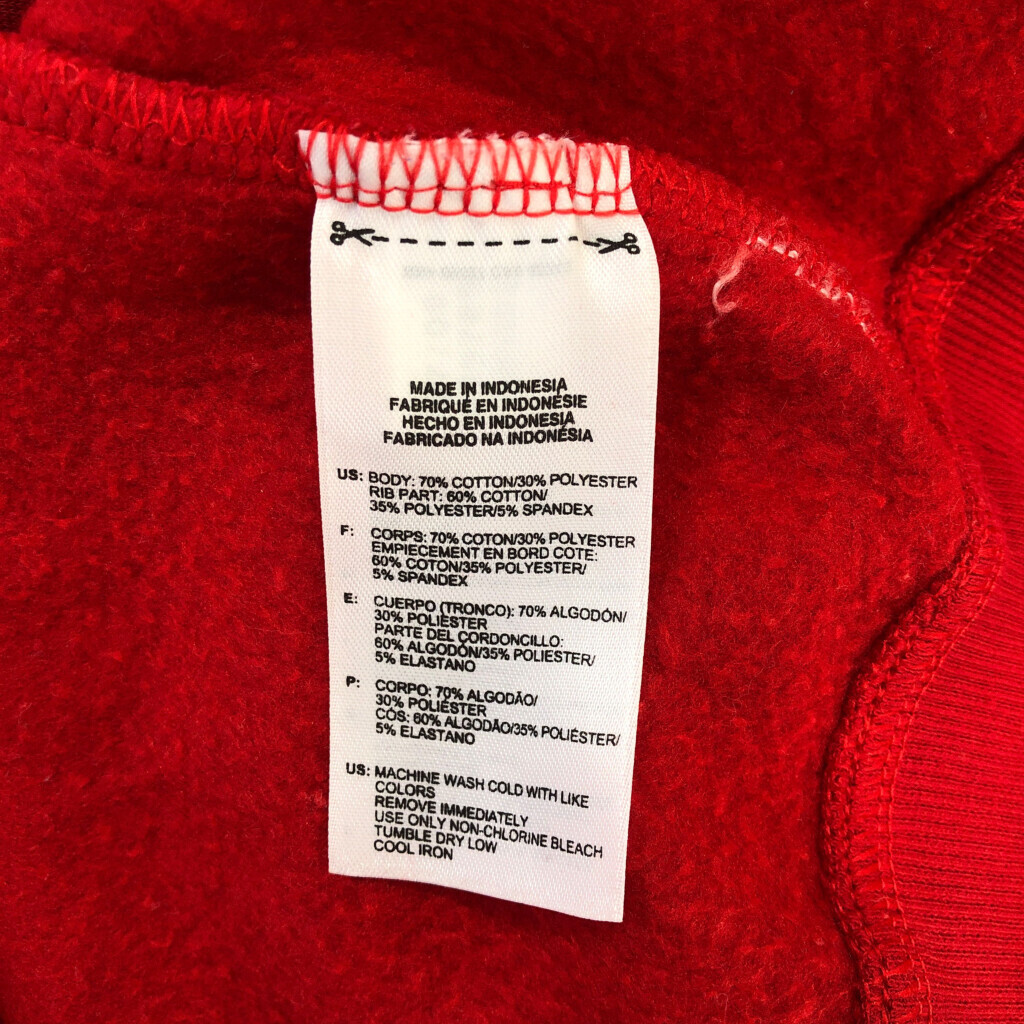 MADE IN INDONESIA
FABRIQUÉ EN INDONÉSIE
HECHO EN INDONESIA
FABRICADO NA INDONÉSIA
US: BODY: 70% COTTON/30% POLYESTER
RIB PART: 60% COTTON/
35% POLYESTER/5% SPANDEX
F: CORPS: 70% COTON/30% POLYESTER
EMPIECEMENT EN BORD COTE:
60% COTON/35% POLYESTER/
5% SPANDEX
E: CUERPO (TRONCO): 70% ALGODÓN/
30% POLIÉSTER
PARTE DEL CORDONCILLO:
60% ALGODÓN/35% POLIESTER/
5% ELASTANO
P: CORPO: 70% ALGODÃO/
30% POLIÉSTER
CÓS: 60% ALGODÃO/35% POLIÉSTER/
5% ELASTANO
US: MACHINE WASH COLD WITH LIKE
COLORS
REMOVE IMMEDIATELY
USE ONLY NON-CHLORINE BLEACH
TUMBLE DRY LOW
COOL IRON